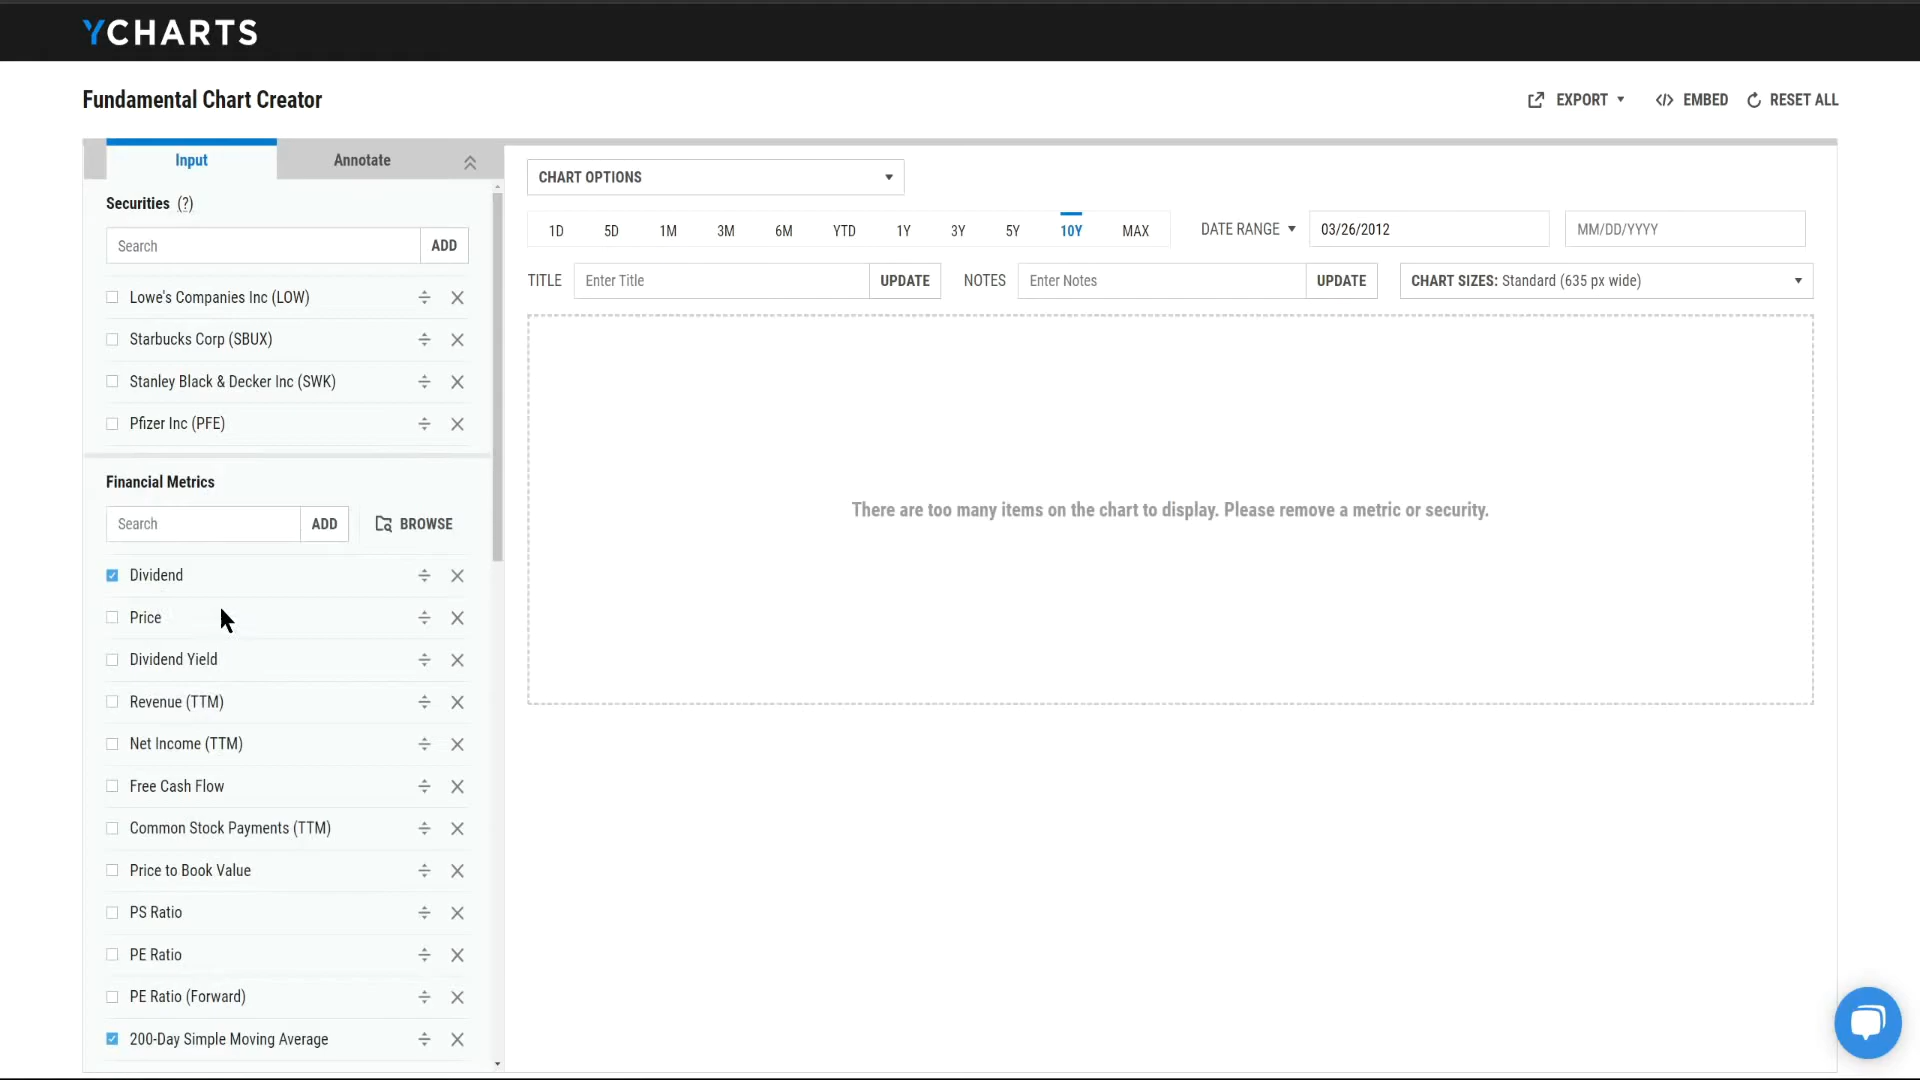 YCHARTS
Fundamental Chart Creator
EXPORT
</> EMBED
RESET ALL
Input
Annotate
Securities (?)
Search
ADD
Lowe's Companies Inc (LOW)
Starbucks Corp (SBUX)
Stanley Black & Decker Inc (SWK)
Pfizer Inc (PFE)
Financial Metrics
Search
ADD
BROWSE
Dividend
Price
Dividend Yield
Revenue (TTM)
Net Income (TTM)
Free Cash Flow
Common Stock Payments (TTM)
Price to Book Value
PS Ratio
PE Ratio
PE Ratio (Forward)
200-Day Simple Moving Average
CHART OPTIONS
1D 5D 1M 3M 6M YTD 1Y 3Y 5Y 10Y MAX
DATE RANGE
03/26/2012
MM/DD/YYYY
TITLE
Enter Title
UPDATE
NOTES
Enter Notes
UPDATE
CHART SIZES: Standard (635 px wide)
There are too many items on the chart to display. Please remove a metric or security.